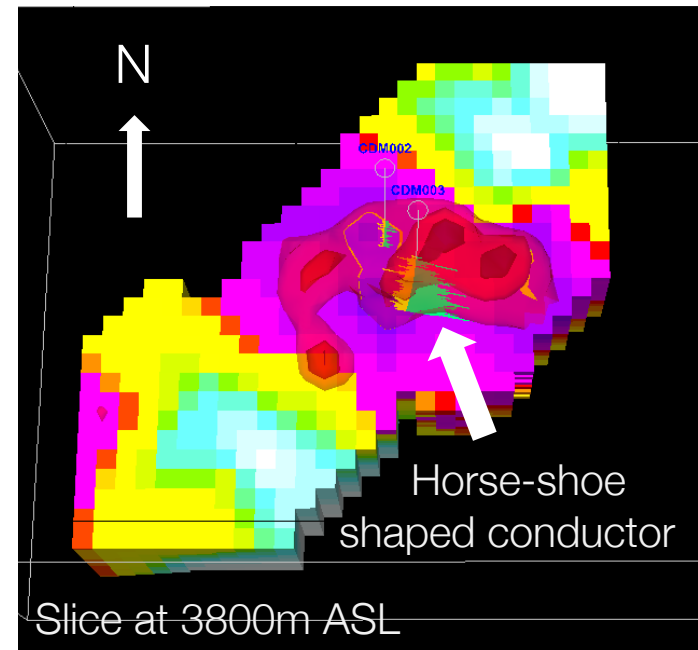 N
CDM002
CDM003
Horse-shoe
shaped conductor
Slice at 3800m ASL